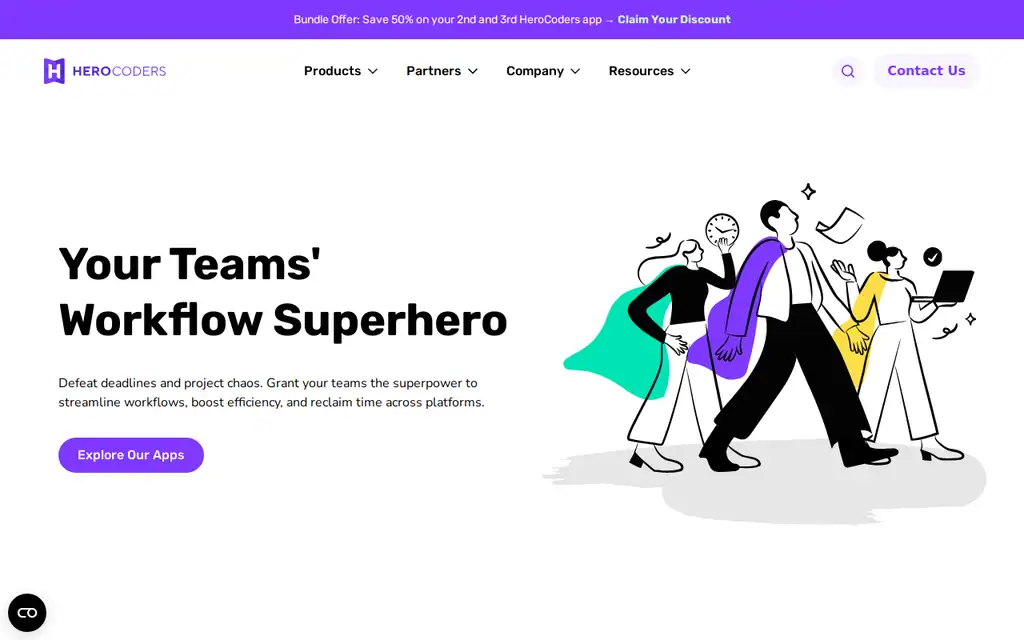 Bundle Offer: Save 50% on your 2nd and 3rd HeroCoders app → Claim Your Discount
HEROCODERS
Products
Partners
Company
Resources
Contact Us
Your Teams'
Workflow Superhero
Defeat deadlines and project chaos. Grant your teams the superpower to
streamline workflows, boost efficiency, and reclaim time across platforms.
Explore Our Apps